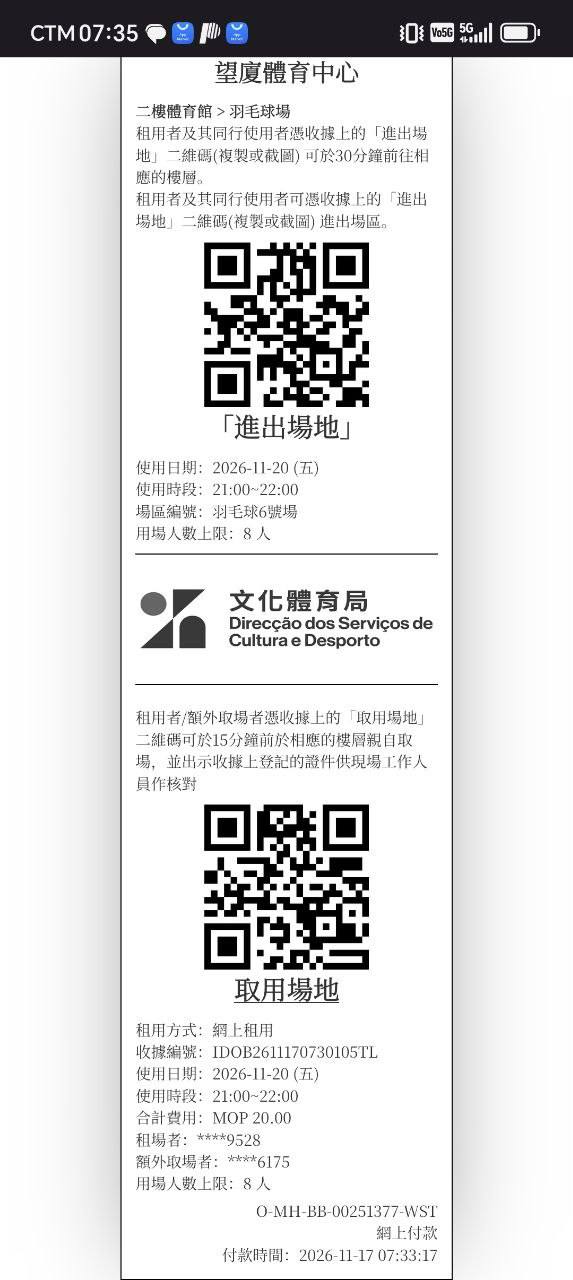 CTM 07:35
Vo5G 5G
望廈體育中心
二樓體育館 > 羽毛球場
租用者及其同行使用者憑收據上的「進出場
地」二維碼(複製或截圖) 可於30分鐘前往相
應的樓層。
租用者及其同行使用者可憑收據上的「進出
場地」二維碼(複製或截圖) 進出場區。
「進出場地」
使用日期：2026-11-20 (五)
使用時段：21:00~22:00
場區編號：羽毛球6號場
用場人數上限：8 人
文化體育局
Direcção dos Serviços de
Cultura e Desporto
租用者/額外取場者憑收據上的「取用場地」
二維碼可於15分鐘前於相應的樓層親自取
場，並出示收據上登記的證件供現場工作人
員作核對
取用場地
租用方式：網上租用
收據編號：IDOB2611170730105TL
使用日期：2026-11-20 (五)
使用時段：21:00~22:00
合計費用：MOP 20.00
租場者：****9528
額外取場者：****6175
用場人數上限：8 人
O-MH-BB-00251377-WST
網上付款
付款時間：2026-11-17 07:33:17